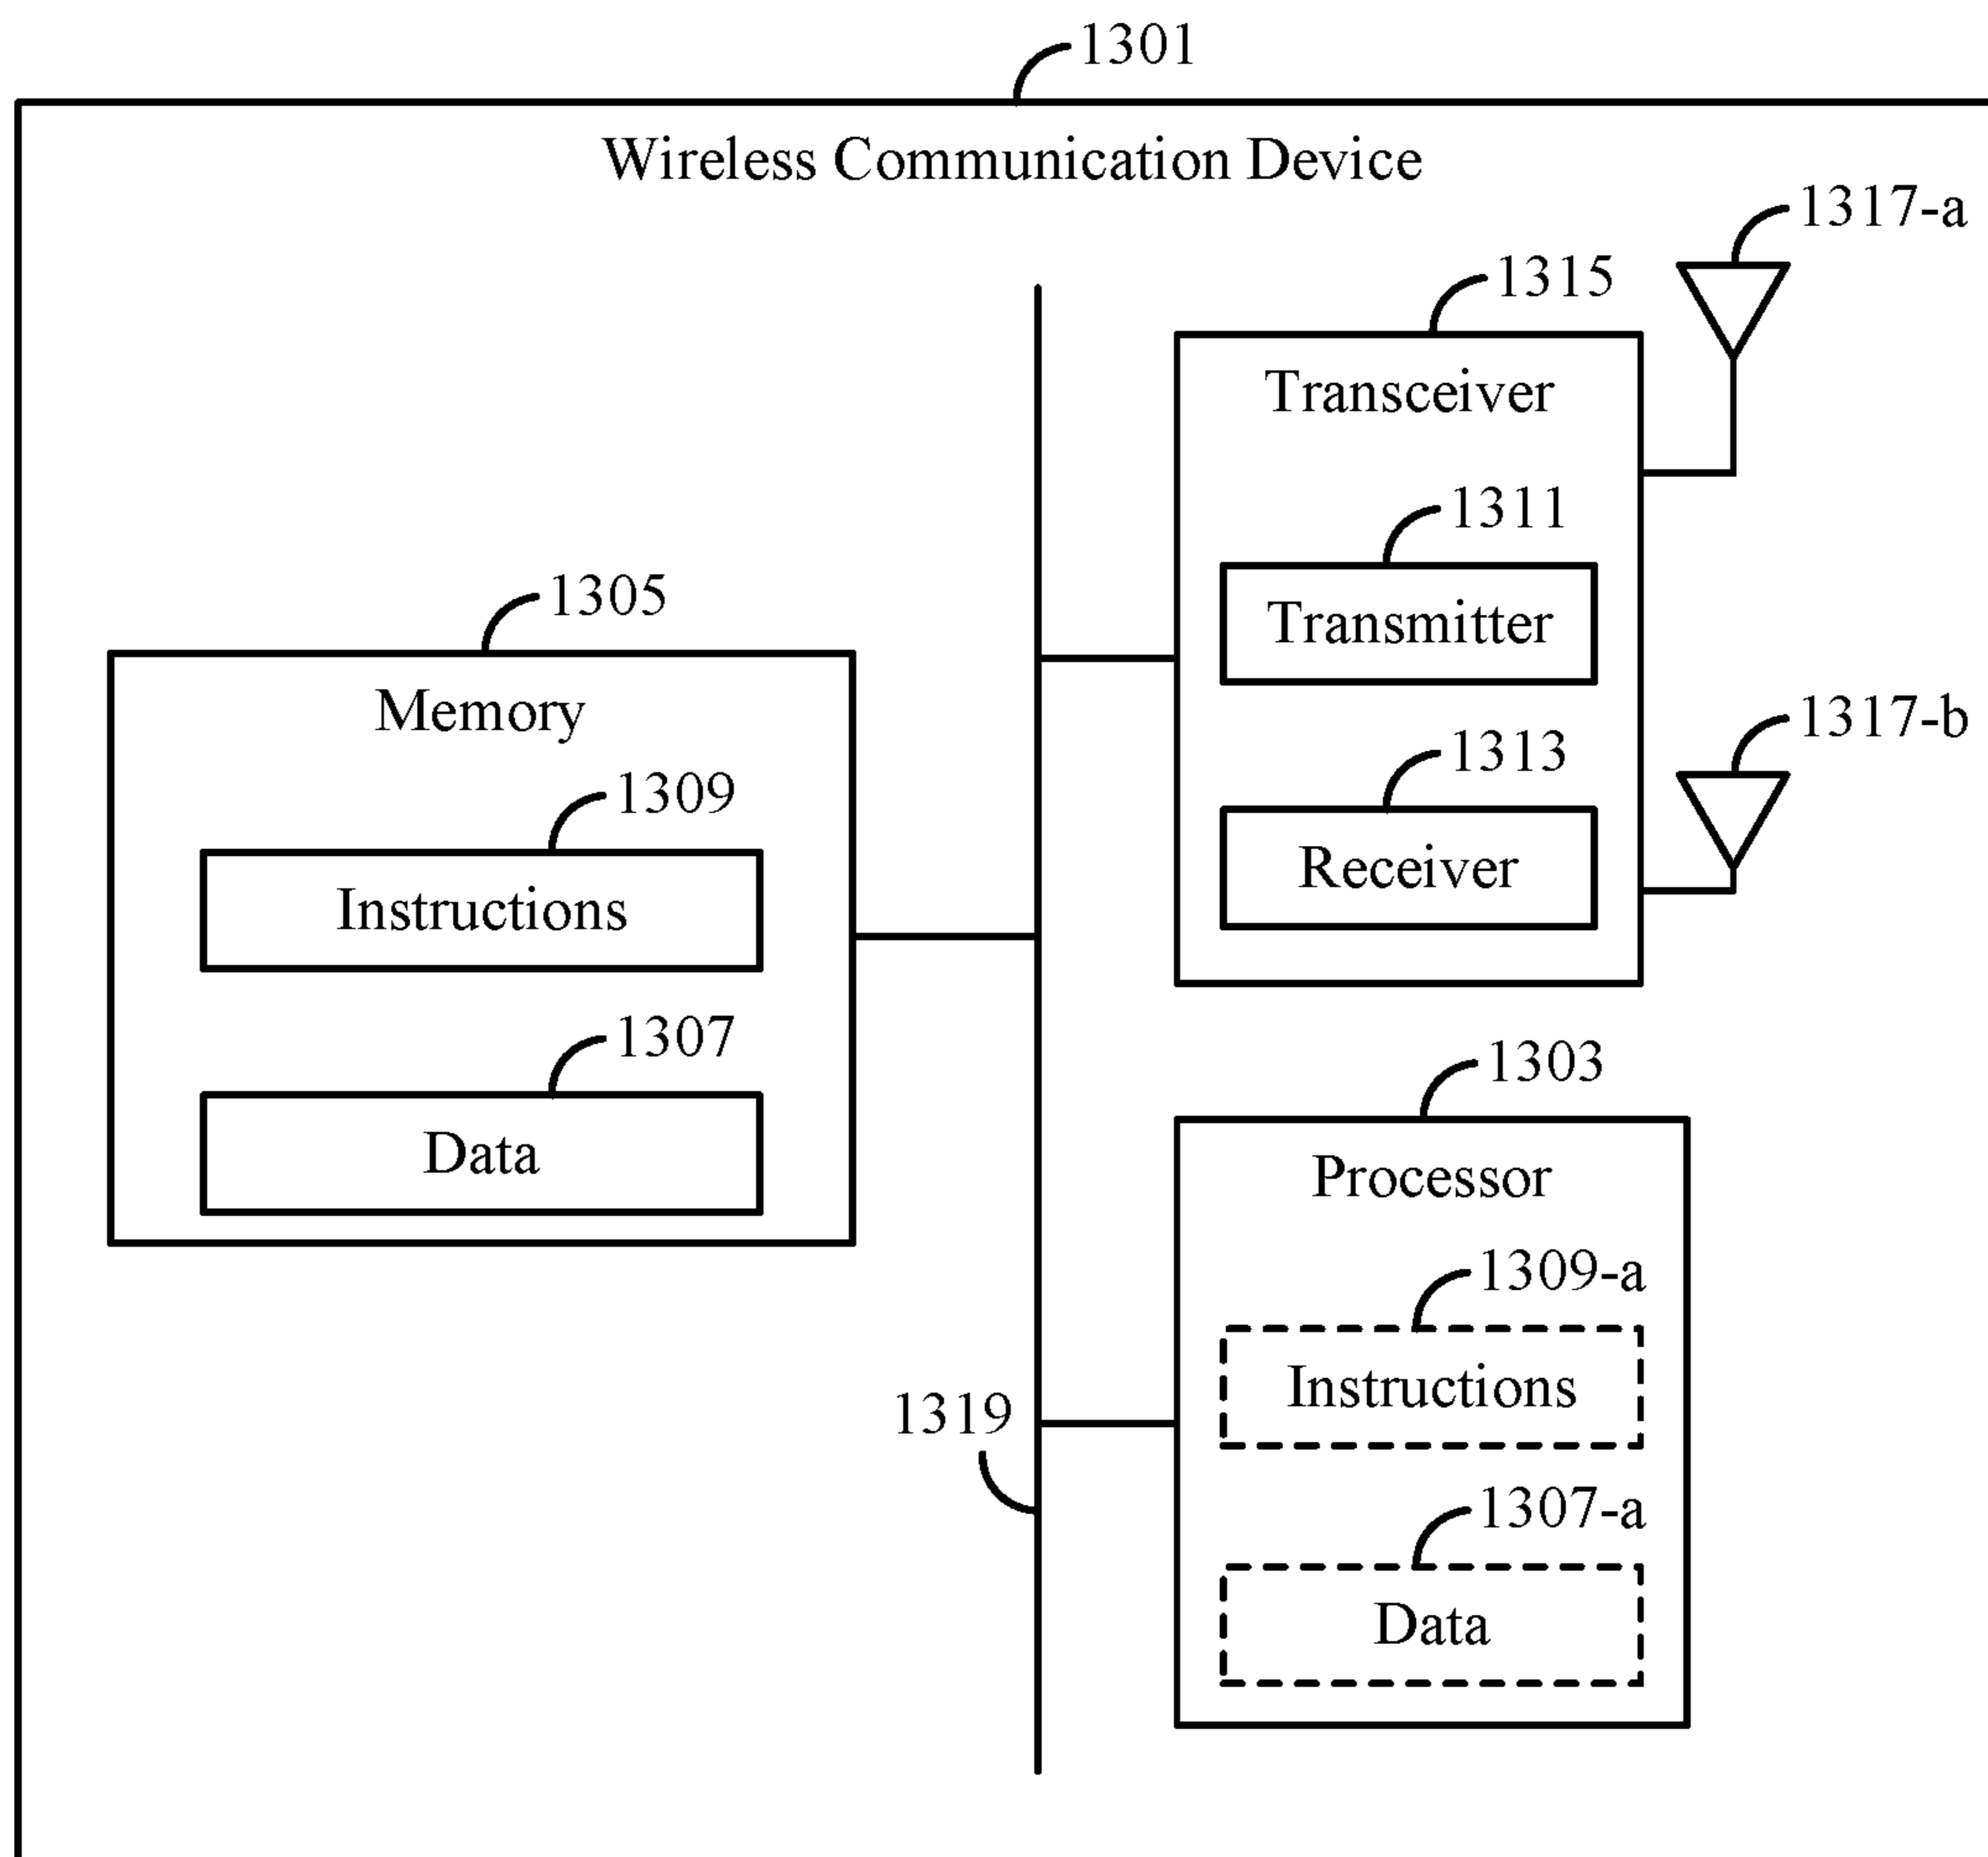 1301
Wireless Communication Device
1317-a
1315
Transceiver
1311
Transmitter
1305
Memory
1317-b
1313
1309
Receiver
Instructions
1307
1303
Data
Processor
1309-a
Instructions
1319
1307-a
Data